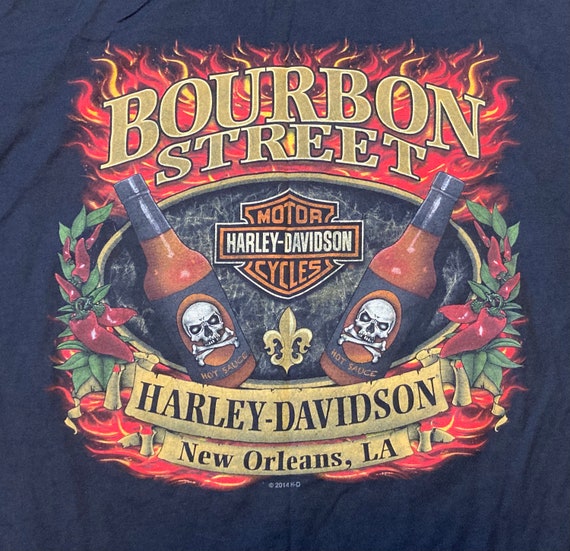 BOURBON
STREET
MOTOR
HARLEY-DAVIDSON
CYCLES
HOT SAUCE
HOT SAUCE
HARLEY-DAVIDSON
New Orleans, LA
© 2014 H-D